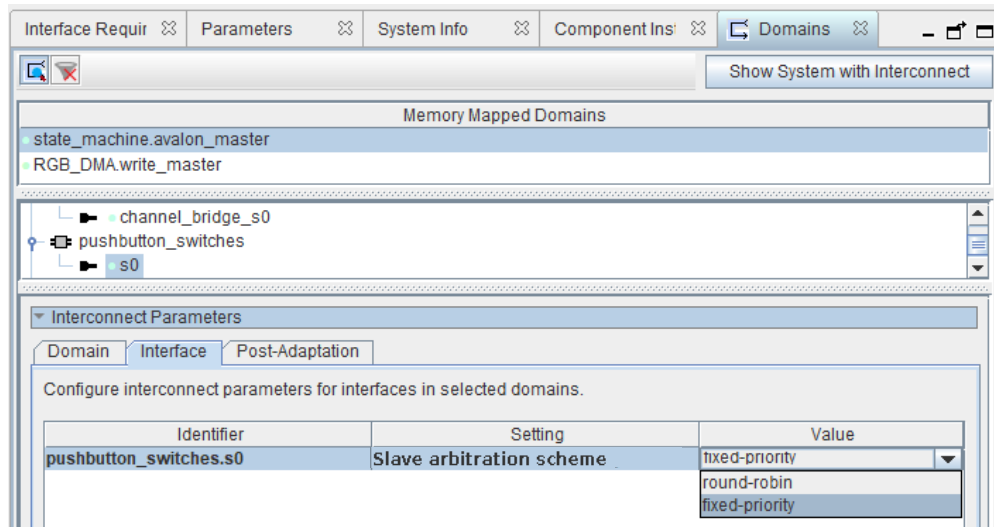 Interface Requir Parameters System Info Component Inst Domains
Show System with Interconnect
Memory Mapped Domains
state_machine.avalon_master
RGB_DMA.write_master
channel_bridge_s0
pushbutton_switches
s0
Interconnect Parameters
Domain Interface Post-Adaptation
Configure interconnect parameters for interfaces in selected domains.
Identifier Setting Value
pushbutton_switches.s0 Slave arbitration scheme fixed-priority
round-robin
fixed-priority